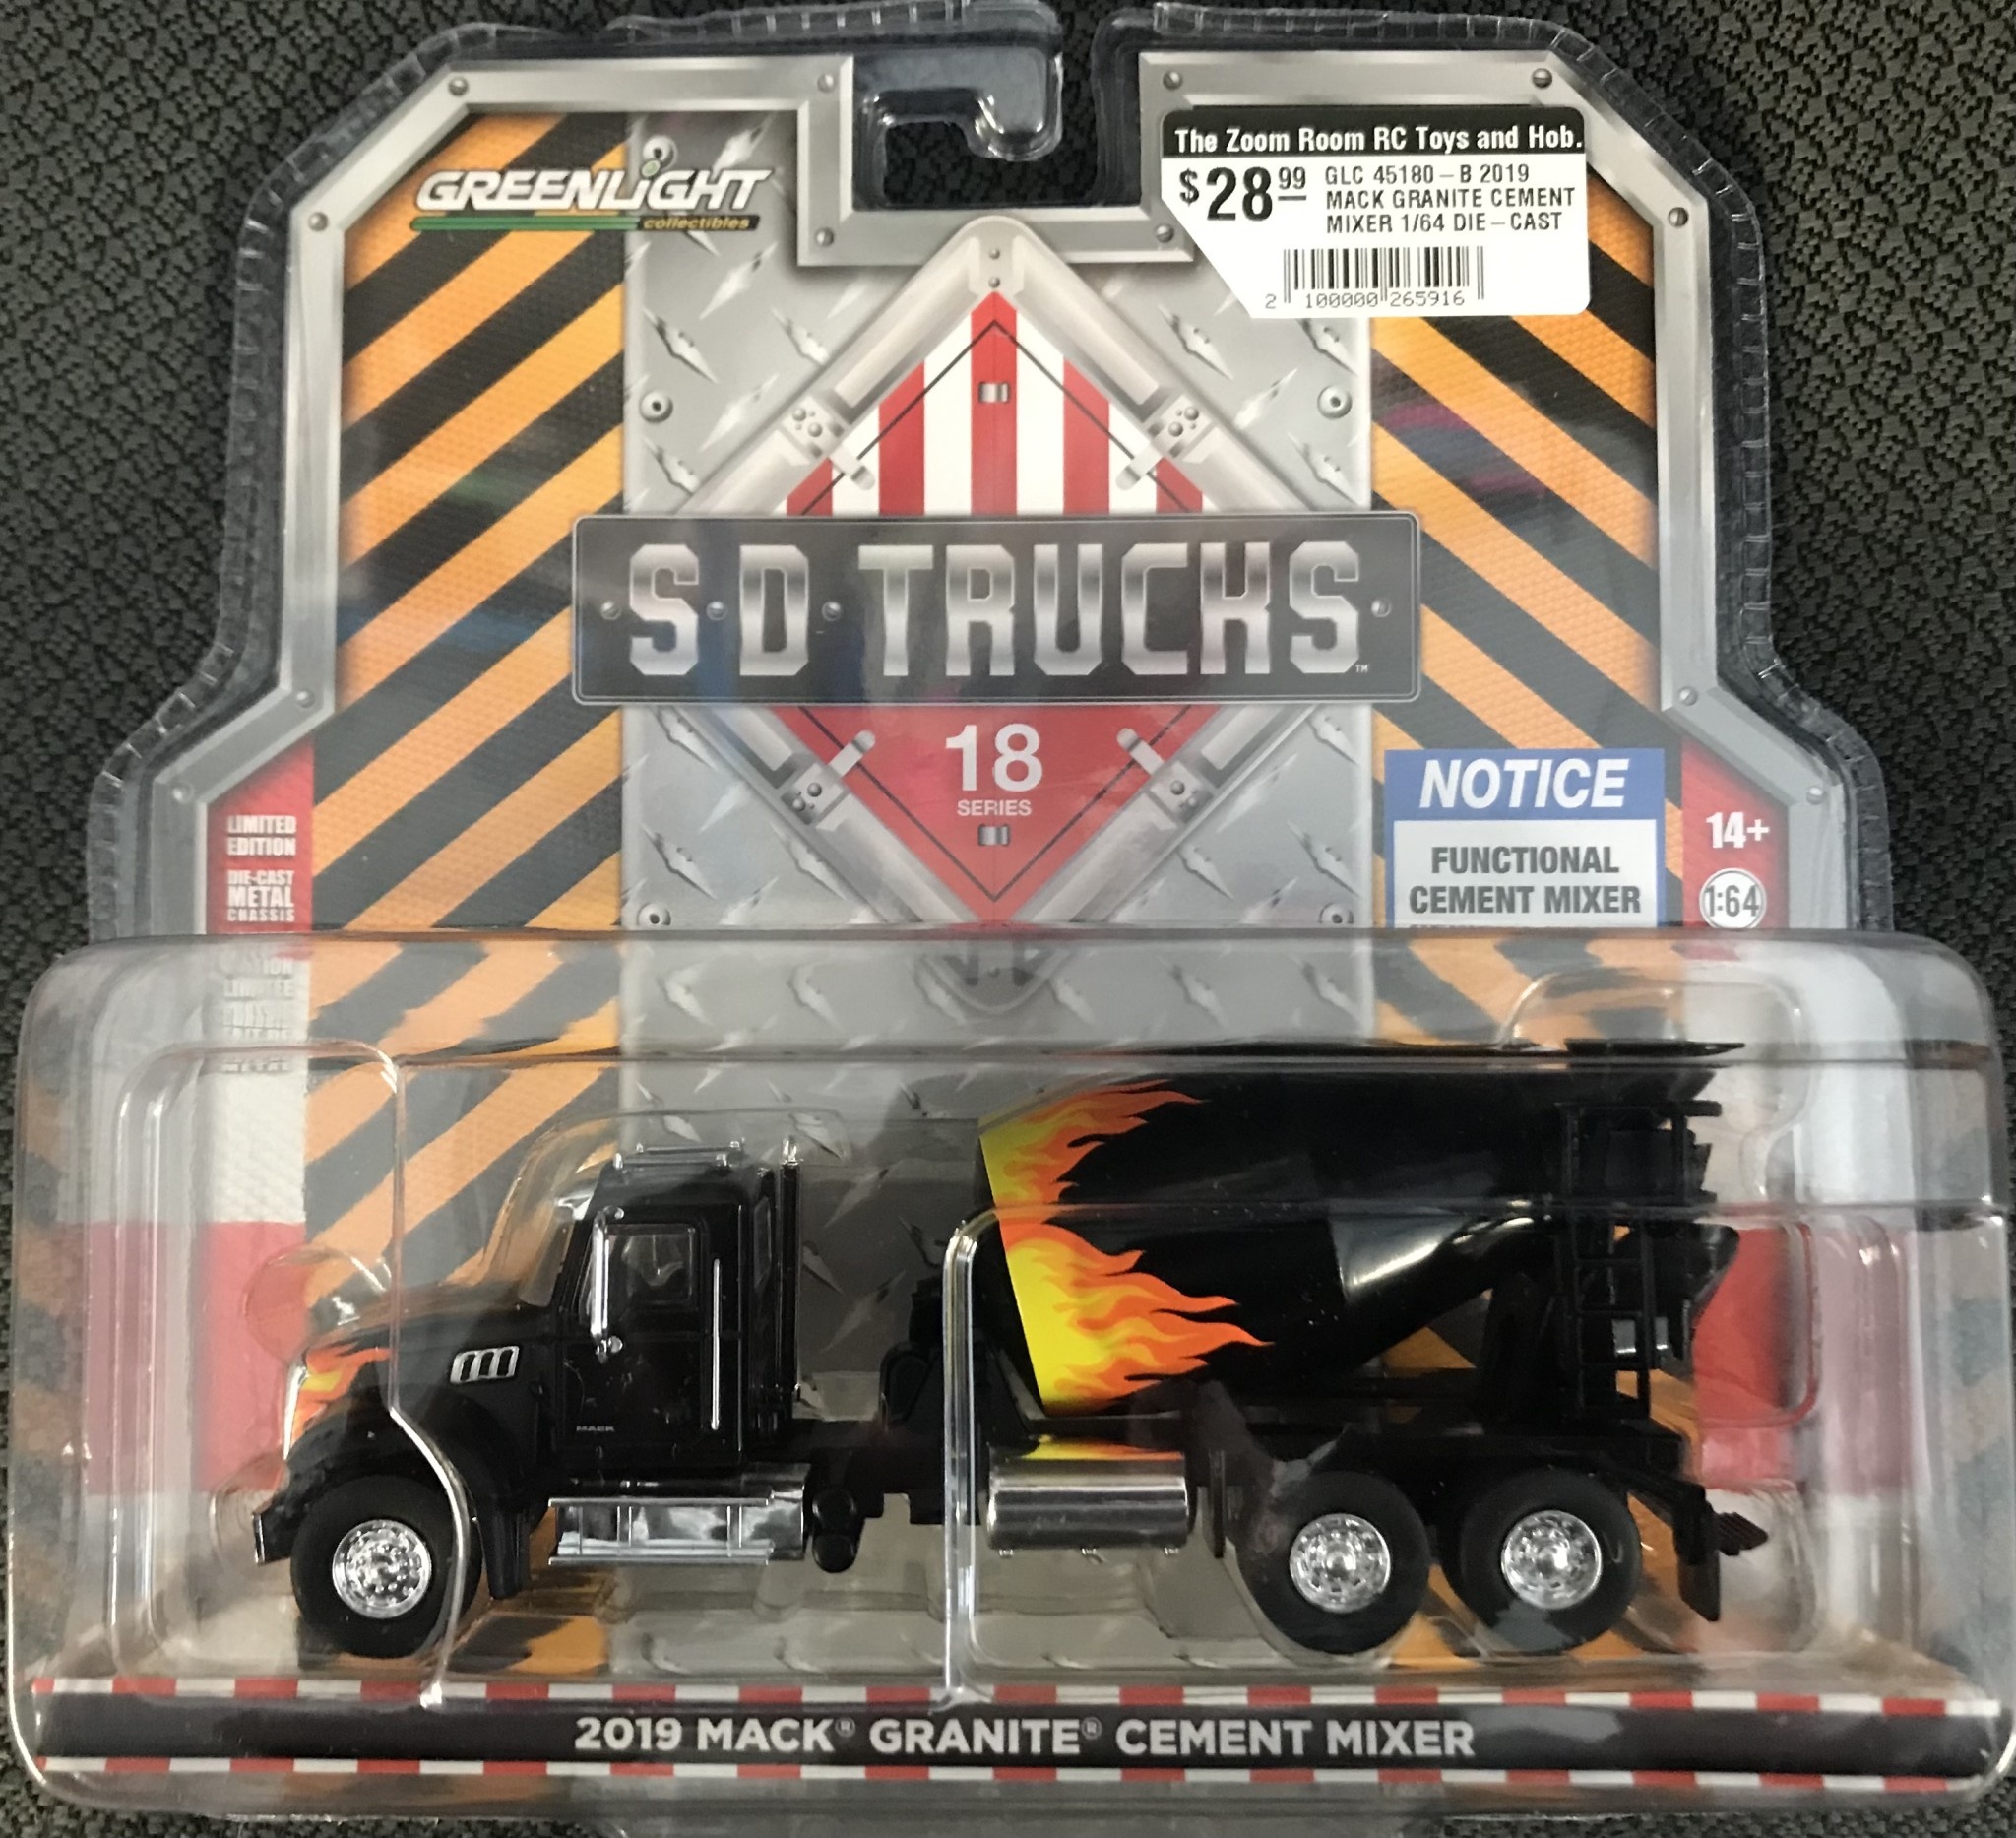 GREENLiGHT
collectibles
The Zoom Room RC Toys and Hob.
$28 99
GLC 45180-B 2019
MACK GRANITE CEMENT
MIXER 1/64 DIE-CAST
2 100000 265916
S·D·TRUCKS™
18
SERIES
NOTICE
FUNCTIONAL
CEMENT MIXER
14+
1:64
LIMITED
EDITION
DIE-CAST
METAL
CHASSIS
MACK
2019 MACK® GRANITE® CEMENT MIXER